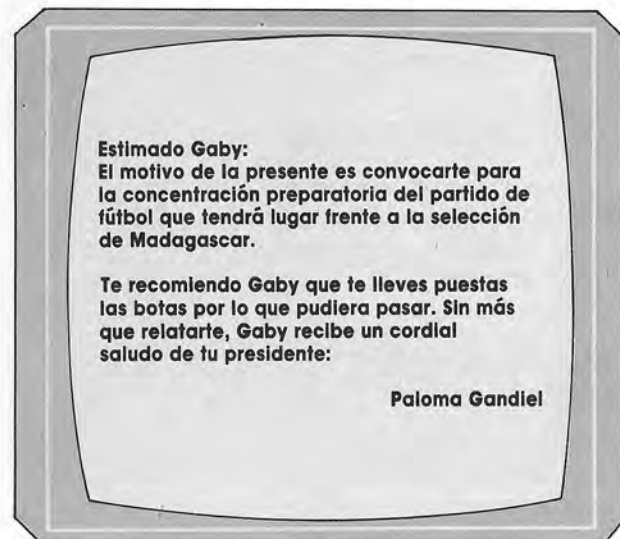 Estimado Gaby:
El motivo de la presente es convocarte para
la concentración preparatoria del partido de
fútbol que tendrá lugar frente a la selección
de Madagascar.
Te recomiendo Gaby que te lleves puestas
las botas por lo que pudiera pasar. Sin más
que relatarte, Gaby recibe un cordial
saludo de tu presidente:
Paloma Gandiel